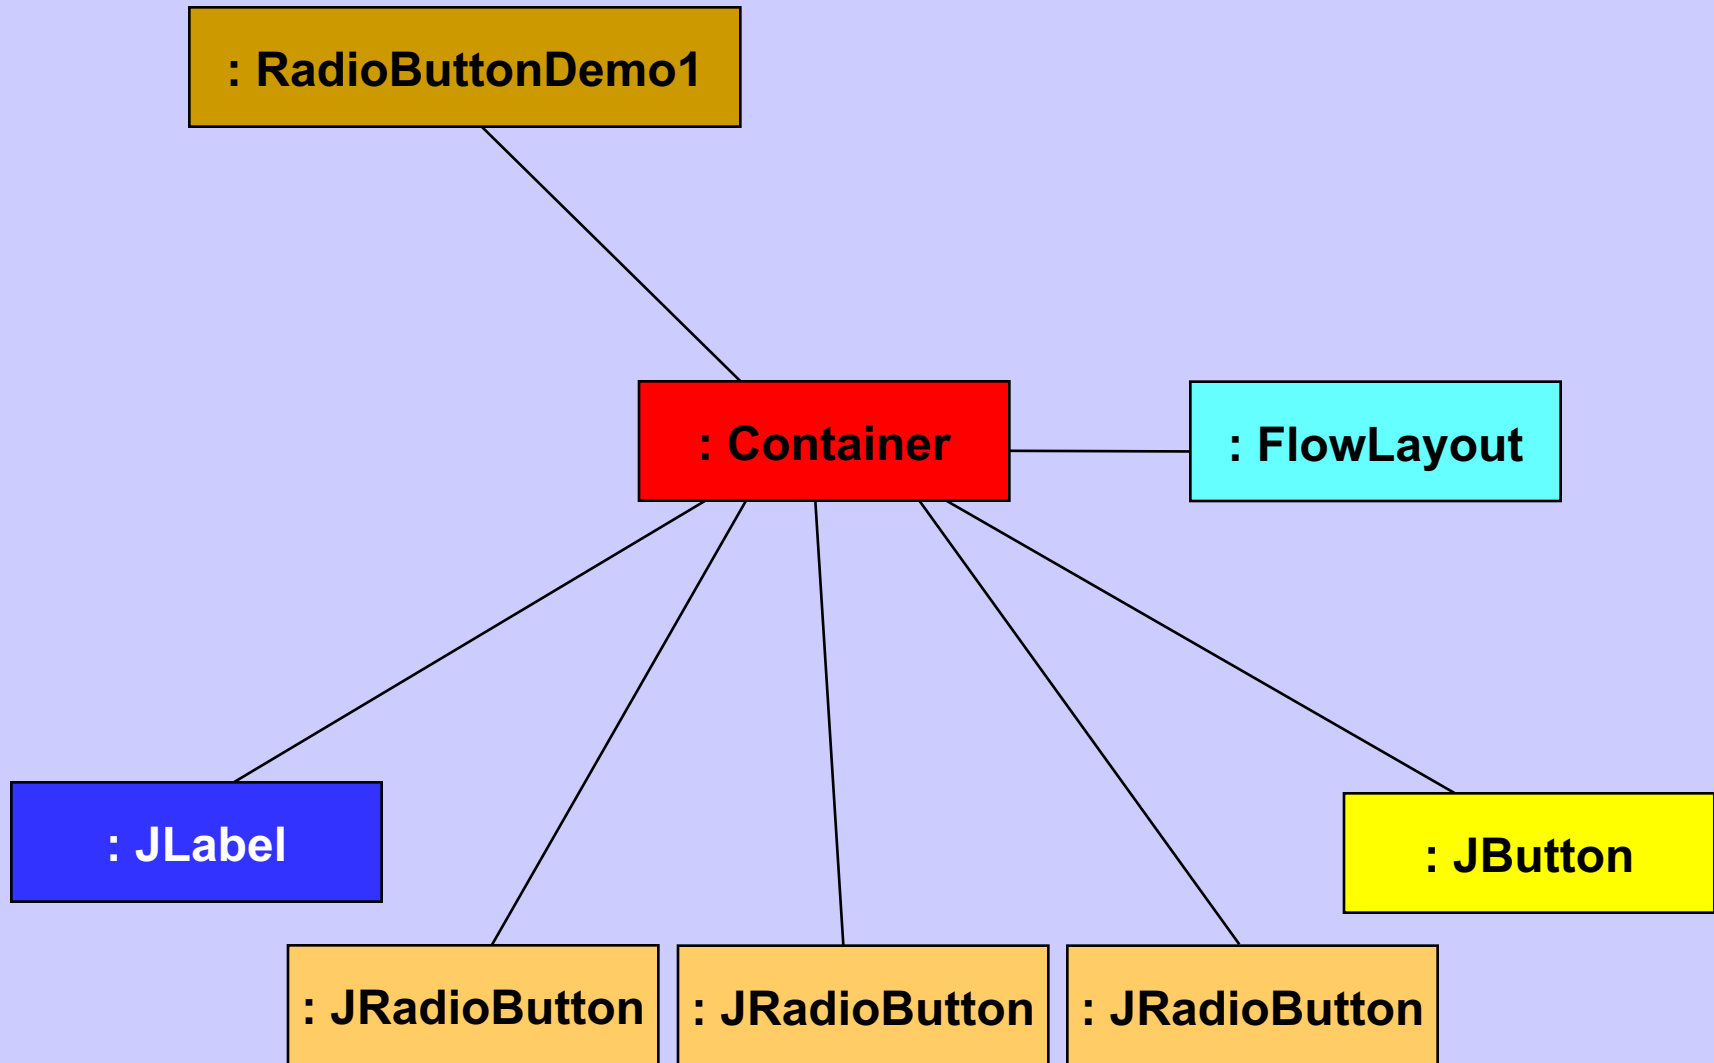 : RadioButtonDemo1
: Container
: FlowLayout
: JLabel
: JButton
: JRadioButton
: JRadioButton
: JRadioButton